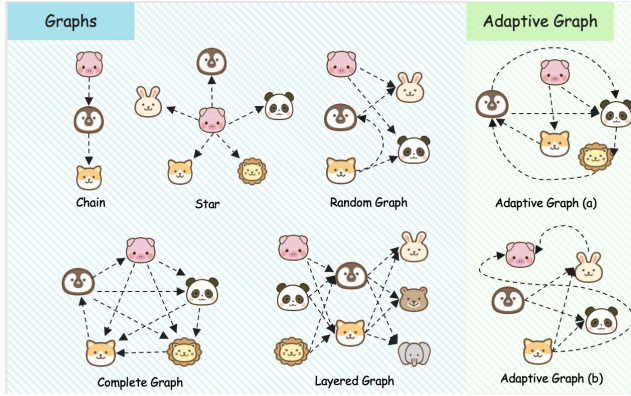 Graphs
Adaptive Graph
Chain
Star
Random Graph
Adaptive Graph (a)
Complete Graph
Layered Graph
Adaptive Graph (b)